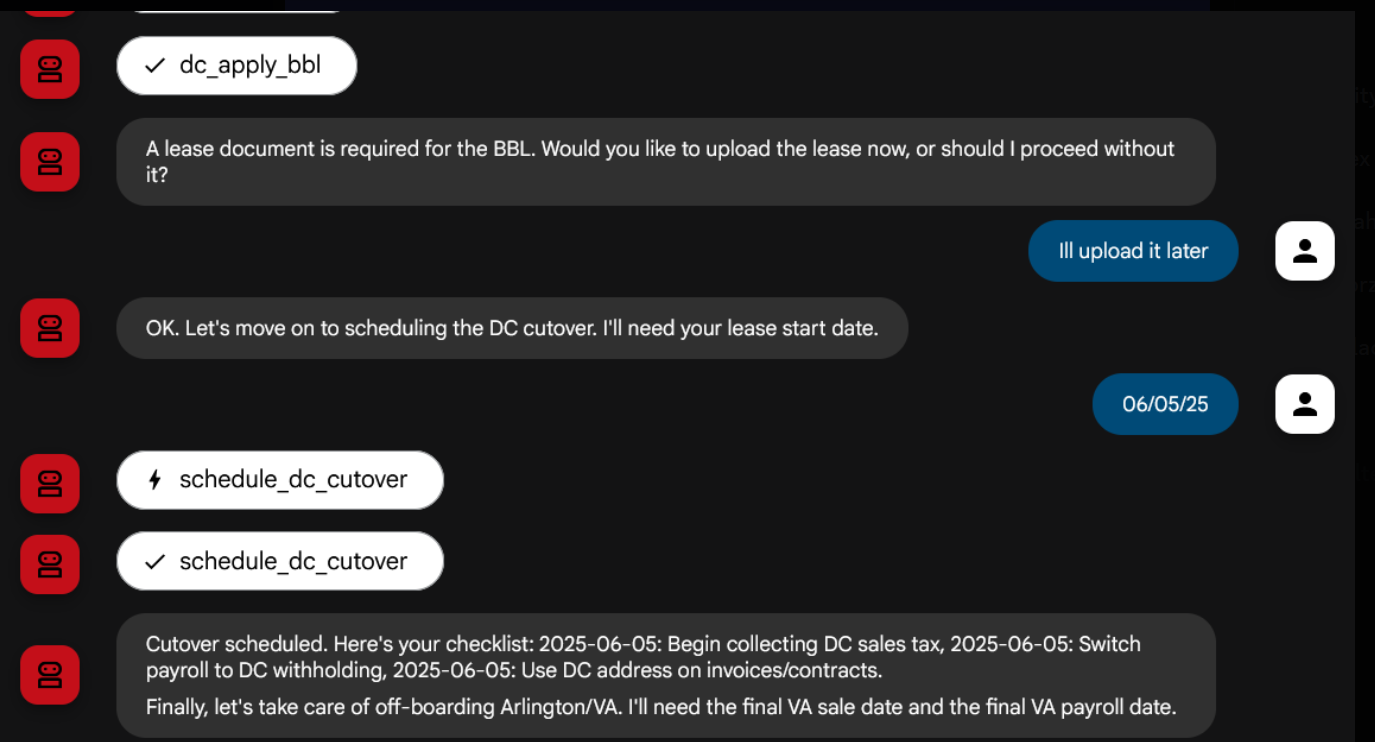 dc_apply_bbl
A lease document is required for the BBL. Would you like to upload the lease now, or should I proceed without
it?
Ill upload it later
OK. Let's move on to scheduling the DC cutover. I'll need your lease start date.
06/05/25
schedule_dc_cutover
schedule_dc_cutover
Cutover scheduled. Here's your checklist: 2025-06-05: Begin collecting DC sales tax, 2025-06-05: Switch
payroll to DC withholding, 2025-06-05: Use DC address on invoices/contracts.
Finally, let's take care of off-boarding Arlington/VA. I'll need the final VA sale date and the final VA payroll date.